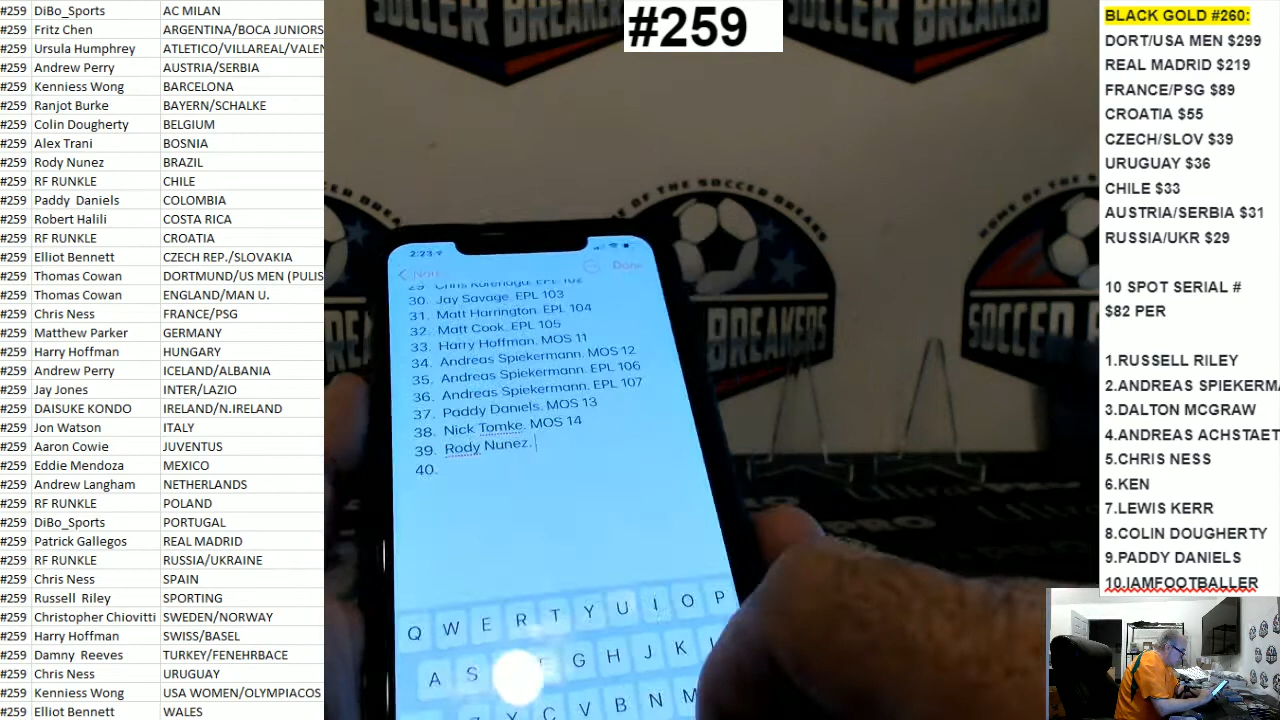 #259 DiBo_Sports AC MILAN
#259 Fritz Chen ARGENTINA/BOCA JUNIORS
#259 Ursula Humphrey ATLETICO/VILLAREAL/VALEN
#259 Andrew Perry AUSTRIA/SERBIA
#259 Kenniess Wong BARCELONA
#259 Ranjot Burke BAYERN/SCHALKE
#259 Colin Dougherty BELGIUM
#259 Alex Trani BOSNIA
#259 Rody Nunez BRAZIL
#259 RF RUNKLE CHILE
#259 Paddy Daniels COLOMBIA
#259 Robert Halili COSTA RICA
#259 RF RUNKLE CROATIA
#259 Elliot Bennett CZECH REP./SLOVAKIA
#259 Thomas Cowan DORTMUND/US MEN (PULIS
#259 Thomas Cowan ENGLAND/MAN U.
#259 Chris Ness FRANCE/PSG
#259 Matthew Parker GERMANY
#259 Harry Hoffman HUNGARY
#259 Andrew Perry ICELAND/ALBANIA
#259 Jay Jones INTER/LAZIO
#259 DAISUKE KONDO IRELAND/N.IRELAND
#259 Jon Watson ITALY
#259 Aaron Cowie JUVENTUS
#259 Eddie Mendoza MEXICO
#259 Andrew Langham NETHERLANDS
#259 RF RUNKLE POLAND
#259 DiBo_Sports PORTUGAL
#259 Patrick Gallegos REAL MADRID
#259 RF RUNKLE RUSSIA/UKRAINE
#259 Chris Ness SPAIN
#259 Russell Riley SPORTING
#259 Christopher Chiovitti SWEDEN/NORWAY
#259 Harry Hoffman SWISS/BASEL
#259 Damny Reeves TURKEY/FENEHRBACE
#259 Chris Ness URUGUAY
#259 Kenniess Wong USA WOMEN/OLYMPIACOS
#259 Elliot Bennett WALES
#259
SOCCER BREAKERS
SOCCER BREAKERS
HOME OF THE SOCCER BREAKS
BREAKERS
2:23
Done
30. Jay Savage. EPL 103
31. Matt Harrington. EPL 104
32. Matt Cook. EPL 105
33. Harry Hoffman. MOS 11
34. Andreas Spiekermann. MOS 12
35. Andreas Spiekermann. EPL 106
36. Andreas Spiekermann. EPL 107
37. Paddy Daniels. MOS 13
38. Nick Tomke. MOS 14
39. Rody Nunez.
40.
Q W E R T Y U I O P
A S G H J K
X C V B N M
BLACK GOLD #260:
DORT/USA MEN $299
REAL MADRID $219
FRANCE/PSG $89
CROATIA $55
CZECH/SLOV $39
URUGUAY $36
CHILE $33
AUSTRIA/SERBIA $31
RUSSIA/UKR $29
10 SPOT SERIAL #
$82 PER
1.RUSSELL RILEY
2.ANDREAS SPIEKERMA
3.DALTON MCGRAW
4.ANDREAS ACHSTAET
5.CHRIS NESS
6.KEN
7.LEWIS KERR
8.COLIN DOUGHERTY
9.PADDY DANIELS
10.IAMFOOTBALLER